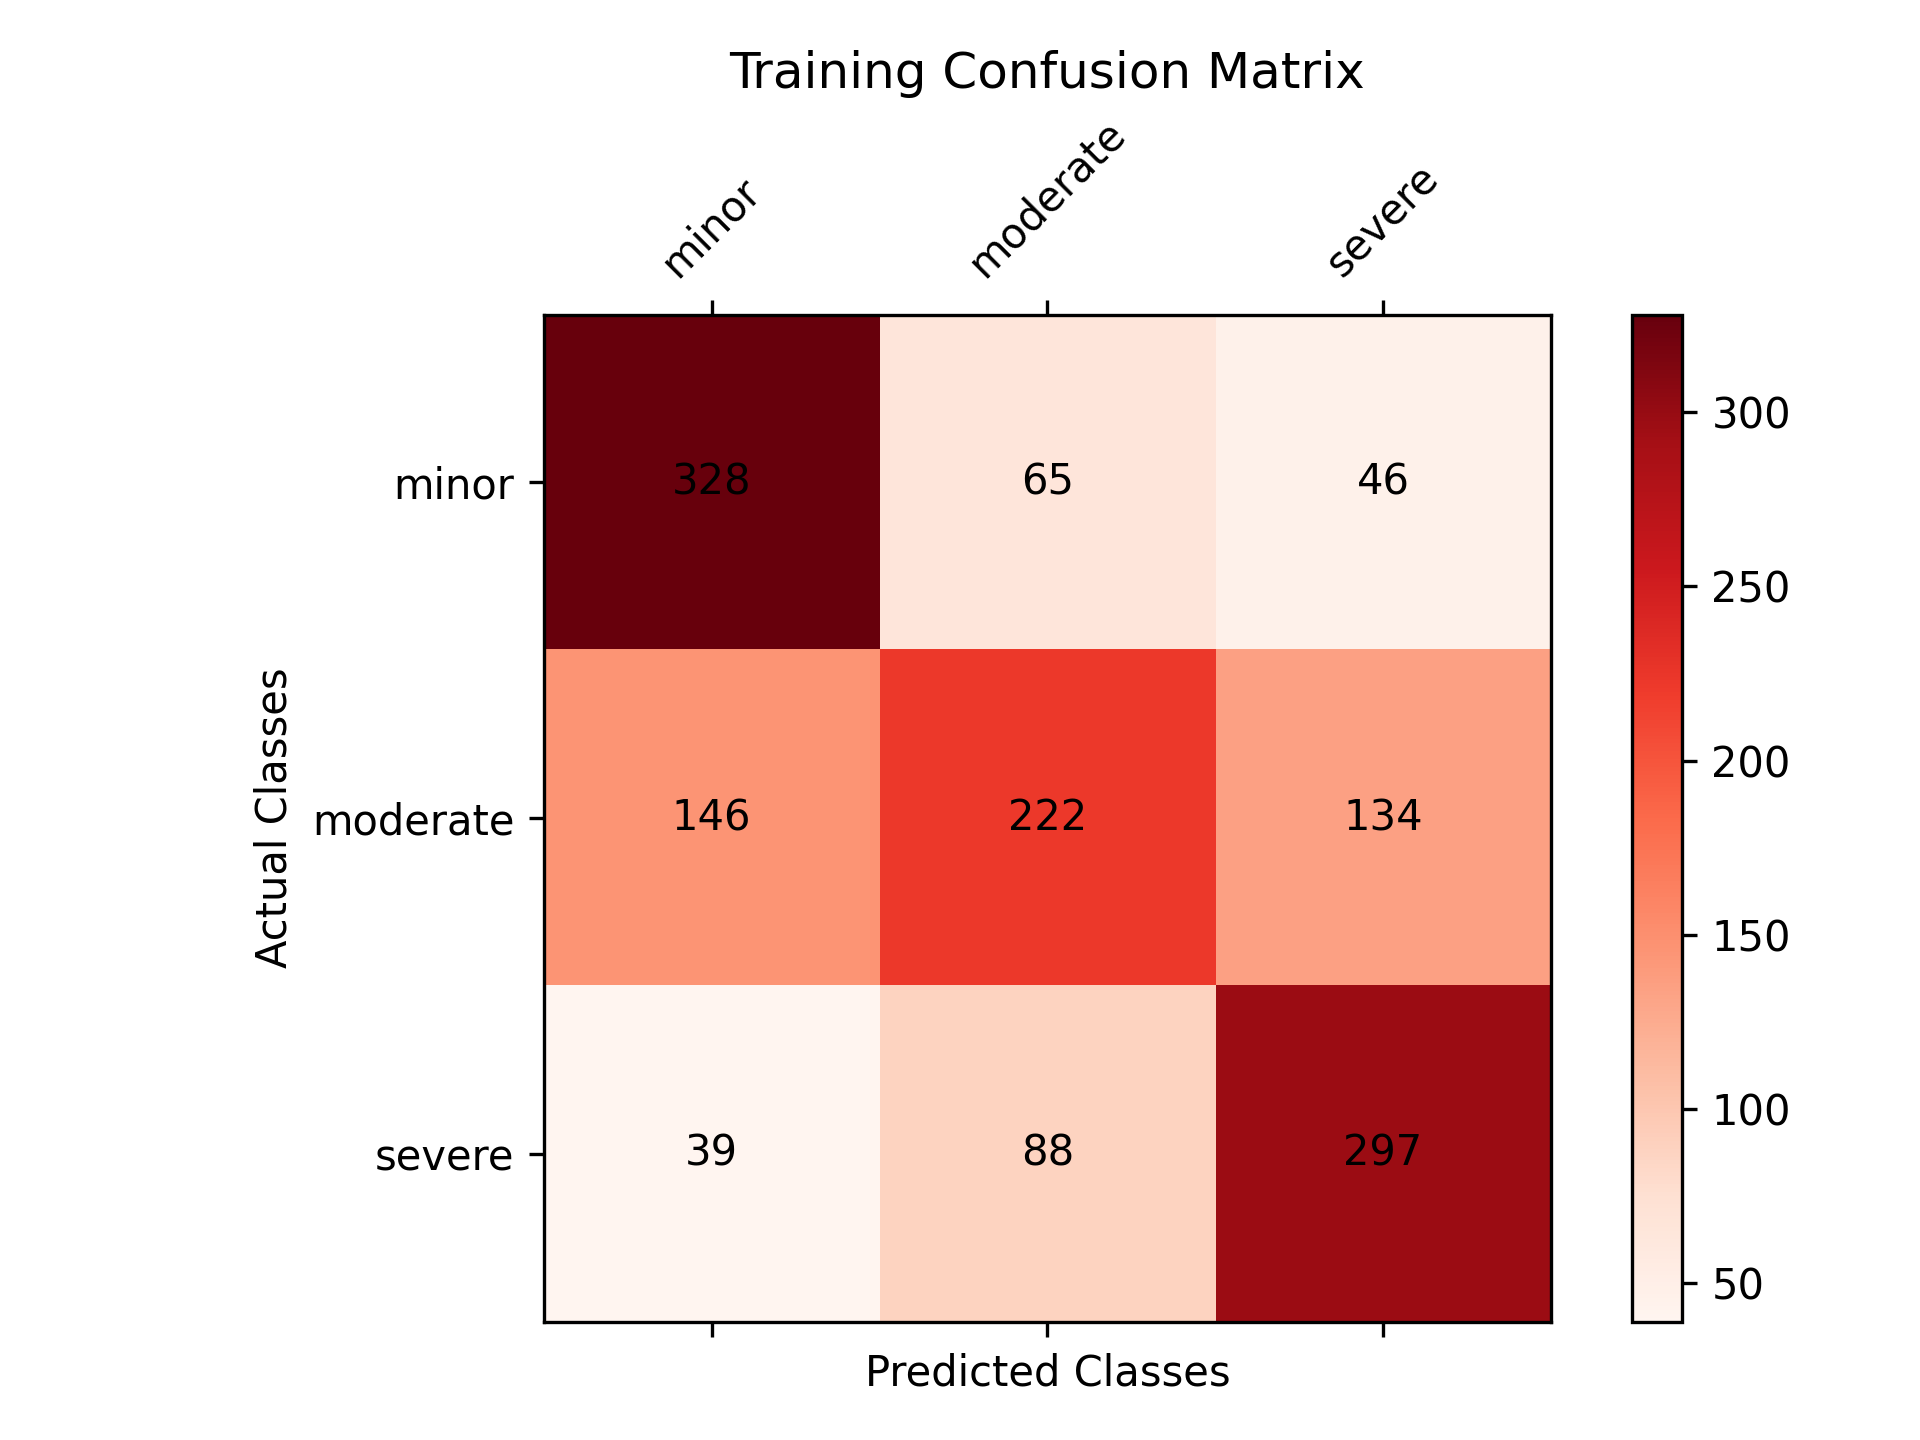 Training Confusion Matrix
minor moderate severe
minor 328 65 46
moderate 146 222 134
severe 39 88 297
Actual Classes
Predicted Classes
300
250
200
150
100
50